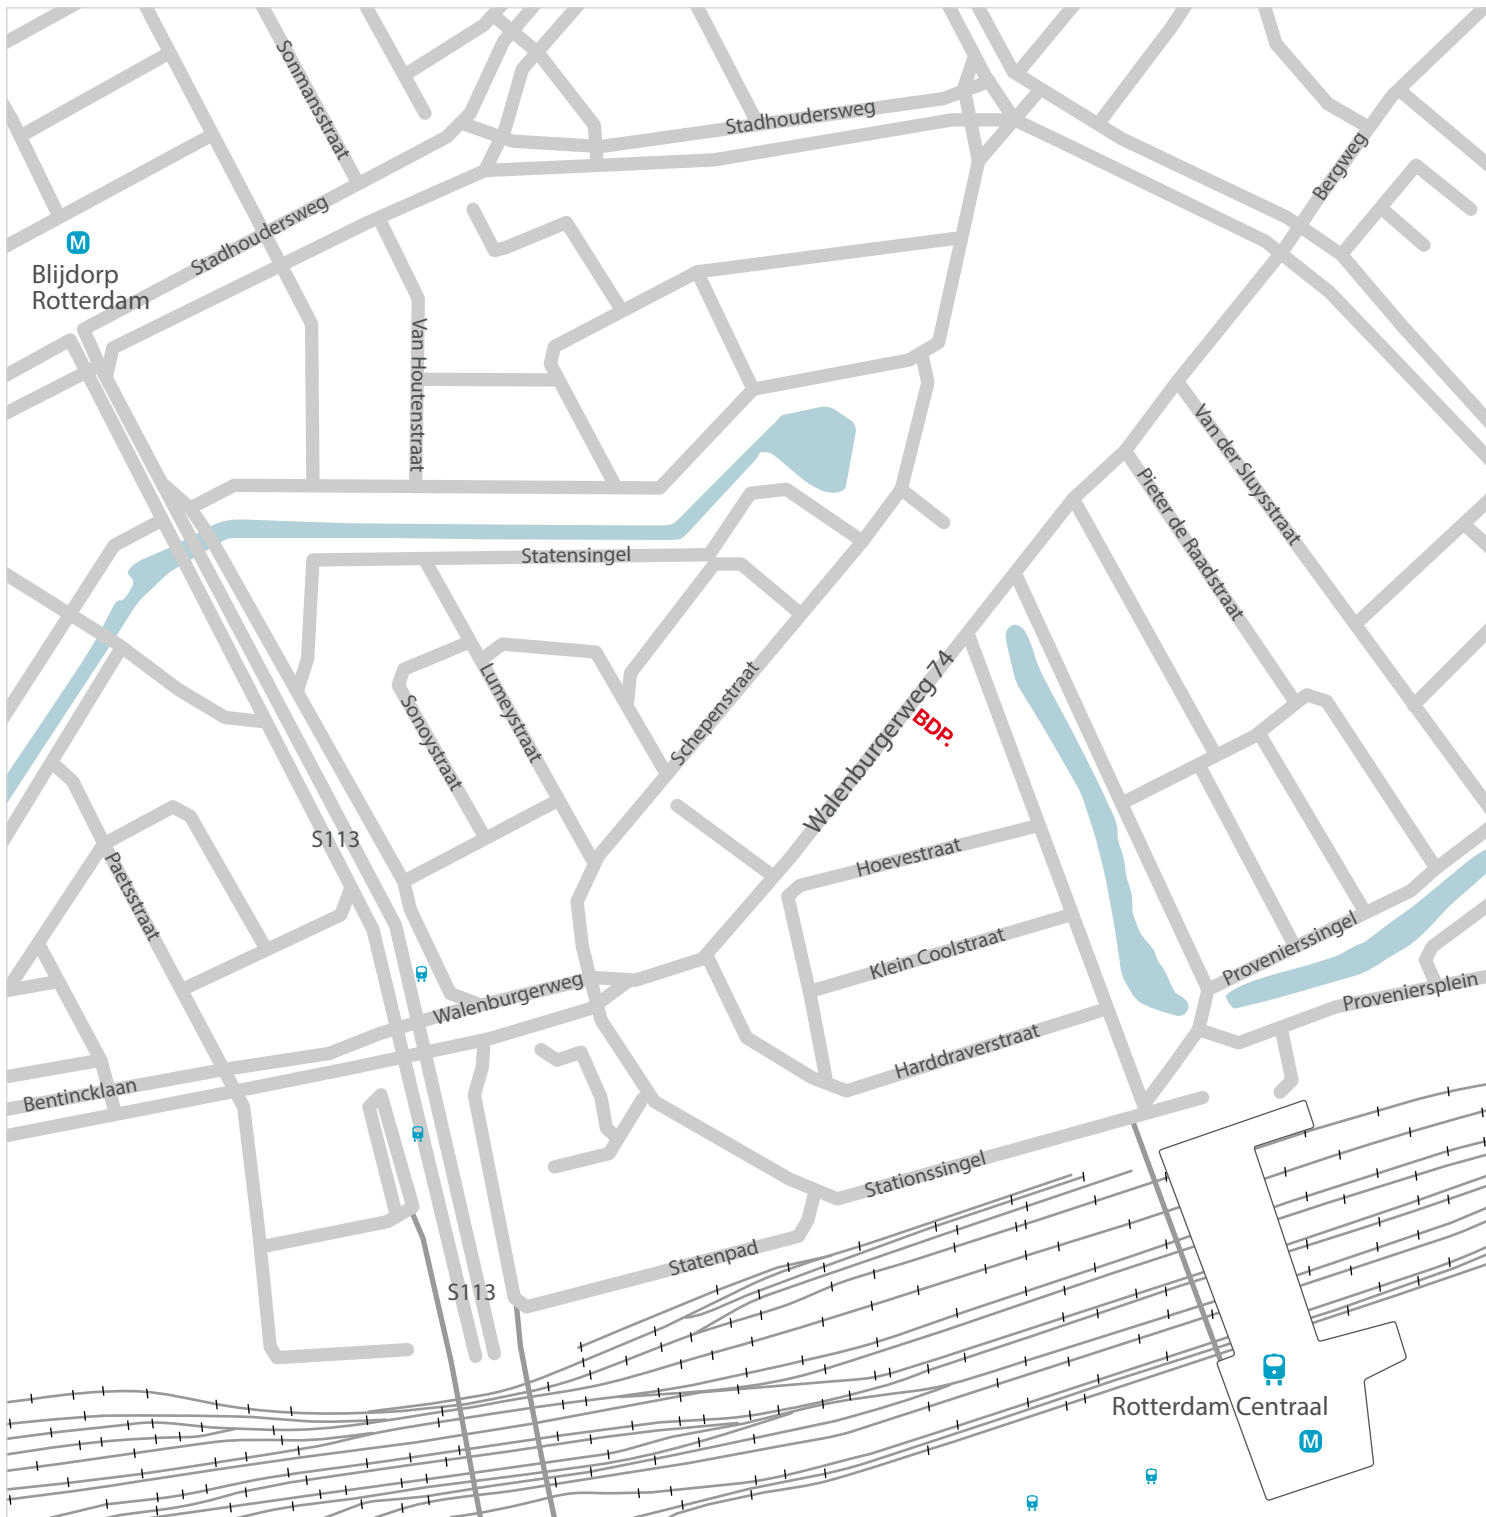 Sonmansstraat
Stadhoudersweg
Bergweg
Stadhoudersweg
M
Blijdorp
Rotterdam
Van Houtenstraat
Van der Sluysstraat
Pieter de Raadstraat
Statensingel
Lumeystraat
Sonoystraat
Schepenstraat
Walenburgerweg 74
BDP.
S113
Paetsstraat
Hoevestraat
Klein Coolstraat
Provenierssingel
Proveniersplein
Walenburgerweg
Harddraverstraat
Bentincklaan
Stationssingel
Statenpad
S113
Rotterdam Centraal
M